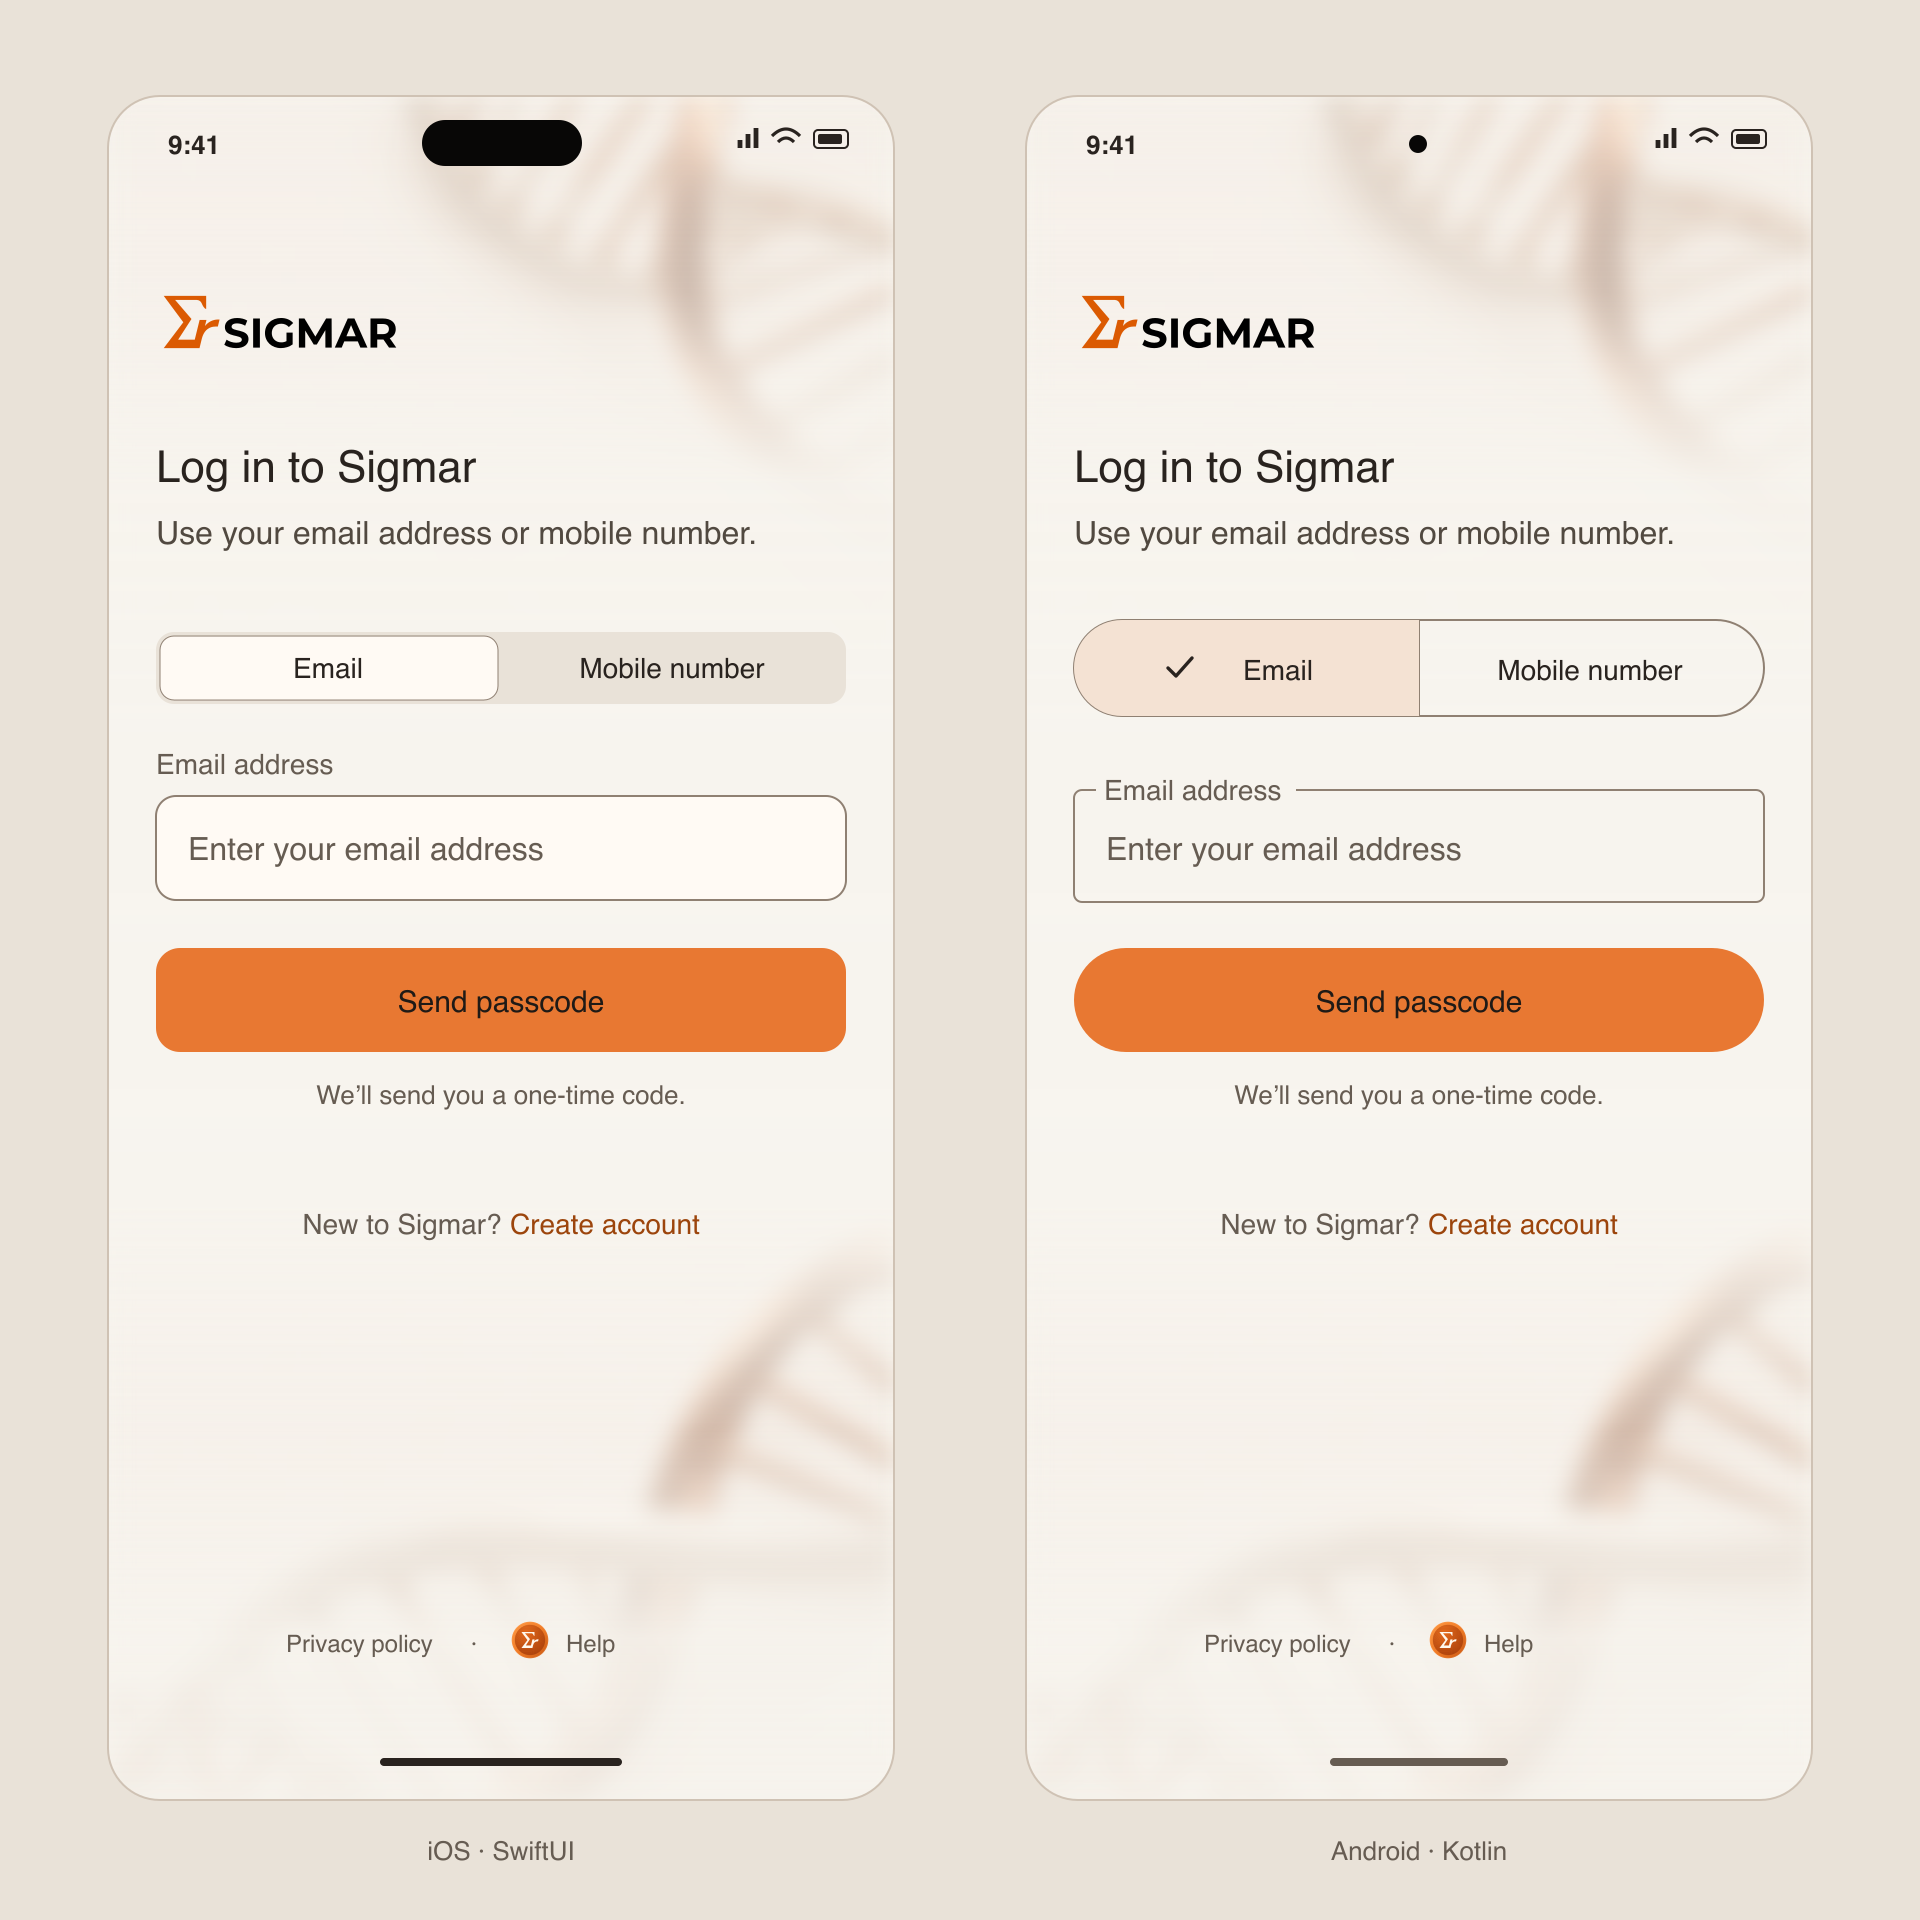 9:41
Σr SIGMAR
Log in to Sigmar
Use your email address or mobile number.
Email Mobile number
Email address
Enter your email address
Send passcode
We’ll send you a one-time code.
New to Sigmar? Create account
Privacy policy · Σr Help
iOS · SwiftUI
9:41
Σr SIGMAR
Log in to Sigmar
Use your email address or mobile number.
Email Mobile number
Email address
Enter your email address
Send passcode
We’ll send you a one-time code.
New to Sigmar? Create account
Privacy policy · Σr Help
Android · Kotlin